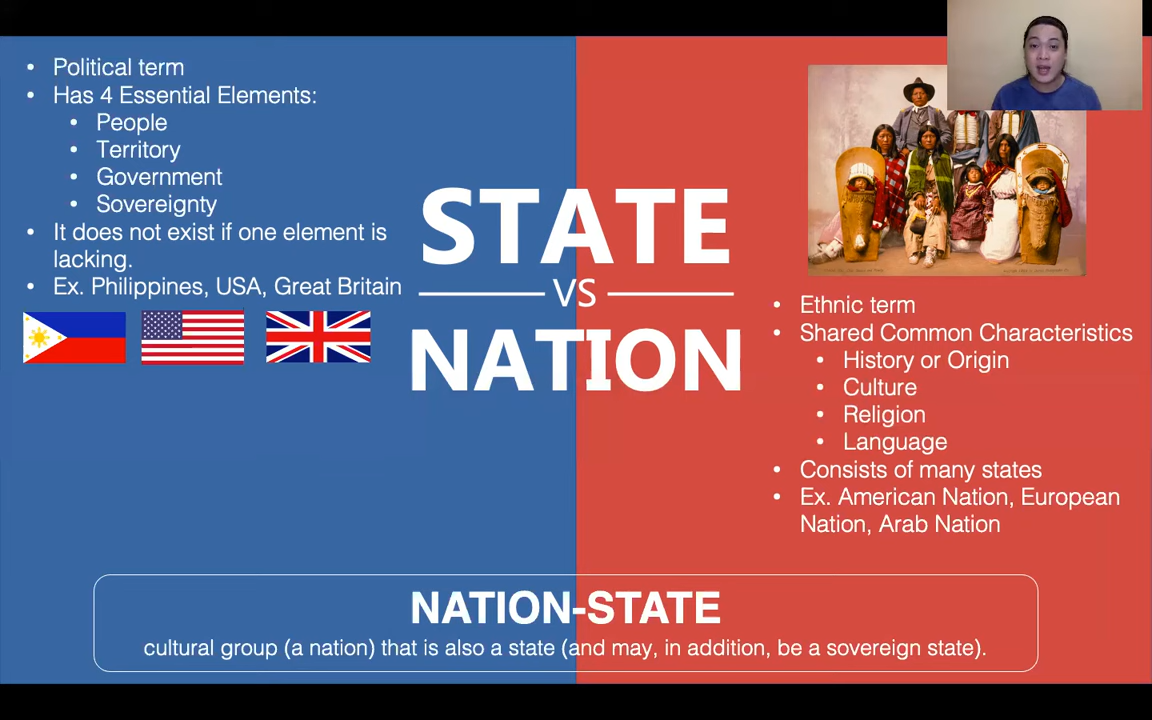 • Political term
• Has 4 Essential Elements:
• People
• Territory
• Government
• Sovereignty
• It does not exist if one element is
lacking.
• Ex. Philippines, USA, Great Britain
STATE
VS
NATION
• Ethnic term
• Shared Common Characteristics
• History or Origin
• Culture
• Religion
• Language
• Consists of many states
• Ex. American Nation, European
Nation, Arab Nation
NATION-STATE
cultural group (a nation) that is also a state (and may, in addition, be a sovereign state).